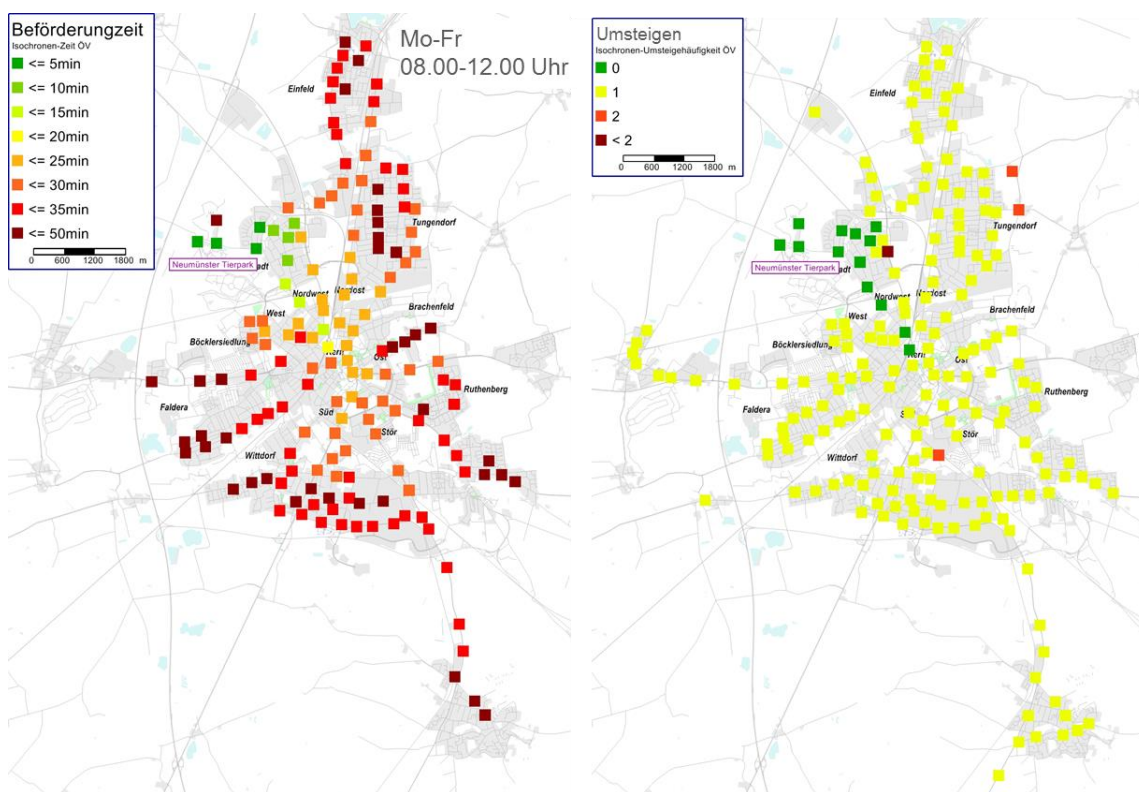 Beförderungzeit
Isochronen-Zeit ÖV
<= 5min
<= 10min
<= 15min
<= 20min
<= 25min
<= 30min
<= 35min
<= 50min
0 600 1200 1800 m
Mo-Fr
08.00-12.00 Uhr
Einfeld
Tungendorf
Neumünster Tierpark
Nordwest
Nordost
Brachenfeld
West
Böcklersiedlung
Ost
Ruthenberg
Faldera
Süd
Stör
Wittdorf
Umsteigen
Isochronen-Umsteigehäufigkeit ÖV
0
1
2
< 2
0 600 1200 1800 m
Einfeld
Tungendorf
Neumünster Tierpark
Nordwest
Nordost
Brachenfeld
West
Böcklersiedlung
Ost
Ruthenberg
Faldera
Stör
Wittdorf